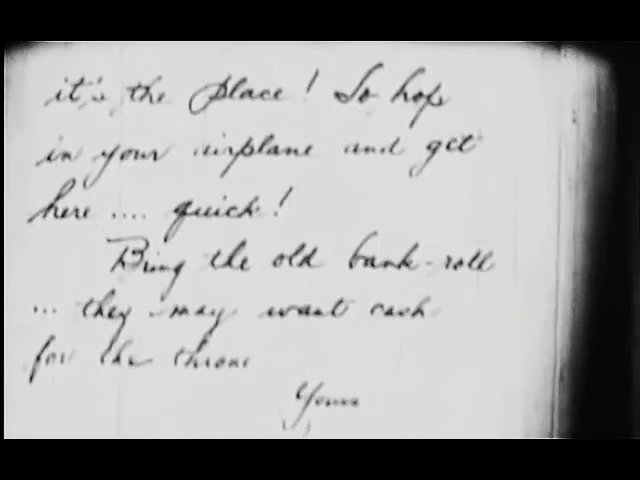 it's the place! So hop
in your airplane and get
here .... quick!
Bring the old bank-roll
... they may want cash
for the throne
Yours